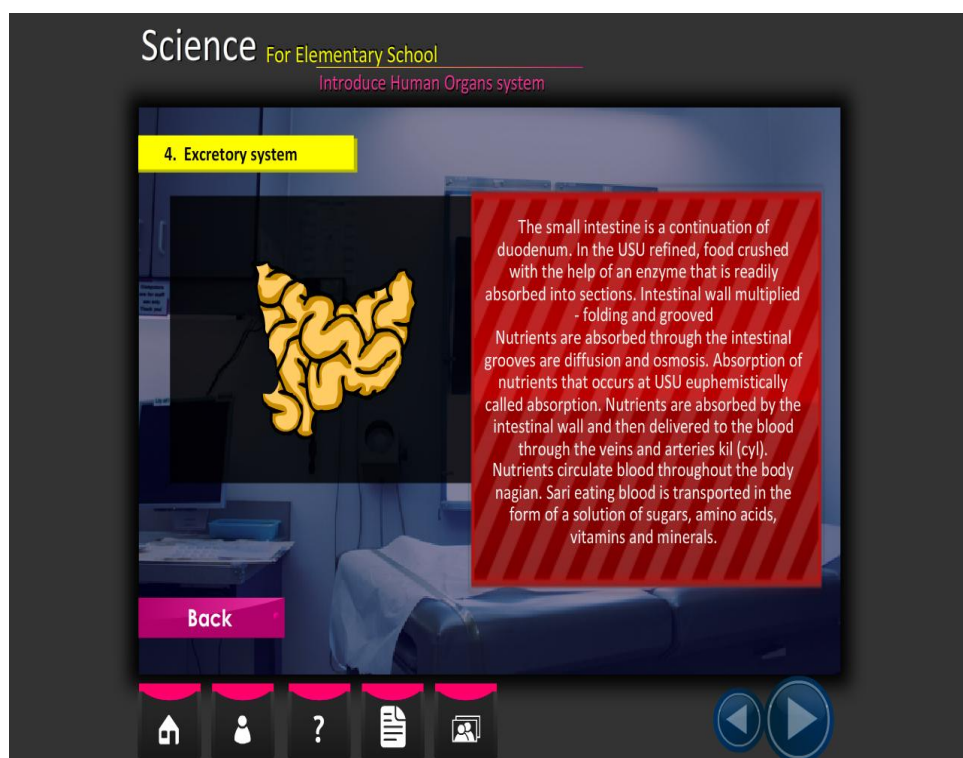 Science For Elementary School
Introduce Human Organs system
4. Excretory system
The small intestine is a continuation of
duodenum. In the USU refined, food crushed
with the help of an enzyme that is readily
absorbed into sections. Intestinal wall multiplied
- folding and grooved
Nutrients are absorbed through the intestinal
grooves are diffusion and osmosis. Absorption of
nutrients that occurs at USU euphemistically
called absorption. Nutrients are absorbed by the
intestinal wall and then delivered to the blood
through the veins and arteries kil (cyl).
Nutrients circulate blood throughout the body
nagian. Sari eating blood is transported in the
form of a solution of sugars, amino acids,
vitamins and minerals.
Back
?